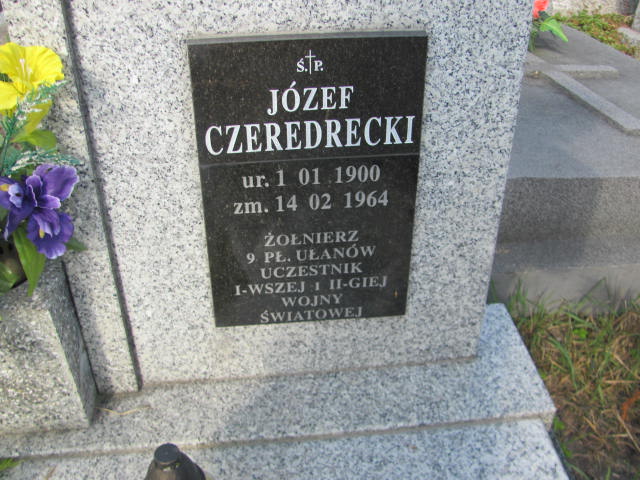 Ś.†P.
JÓZEF
CZEREDRECKI
ur. 1 01 1900
zm. 14 02 1964
ŻOŁNIERZ
9 PŁ. UŁANÓW
UCZESTNIK
I-WSZEJ I II-GIEJ
WOJNY
ŚWIATOWEJ